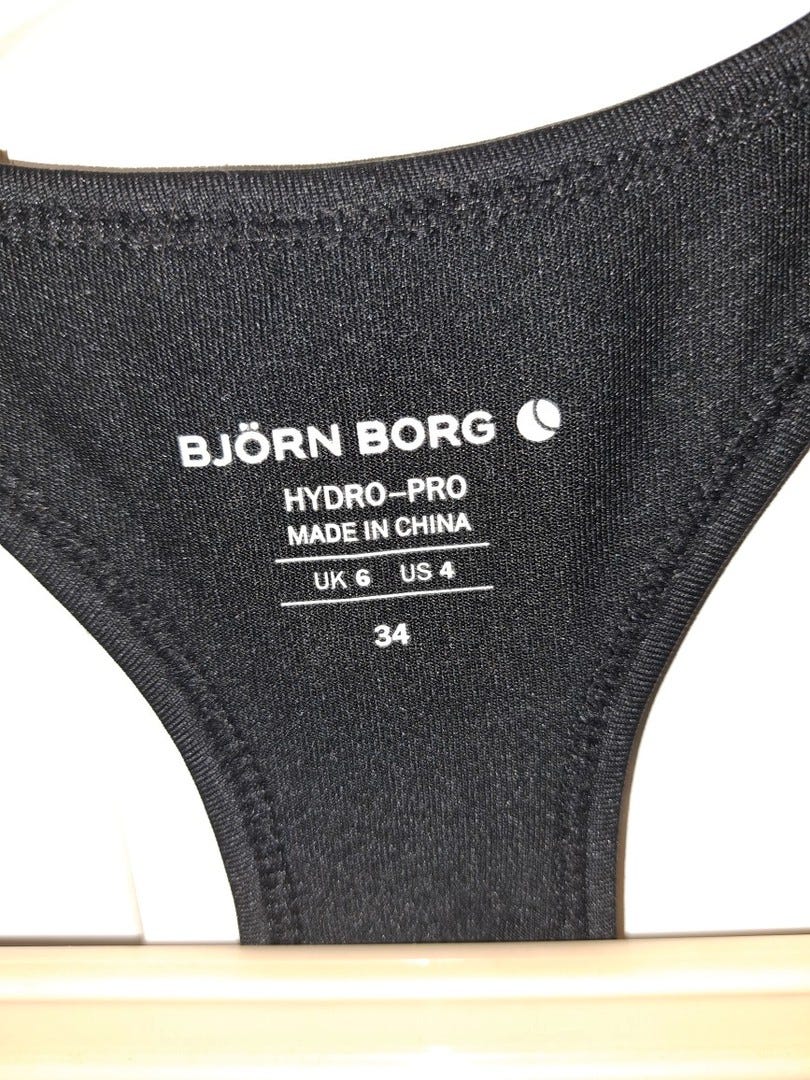 BJÖRN BORG
HYDRO-PRO
MADE IN CHINA
UK 6 US 4
34